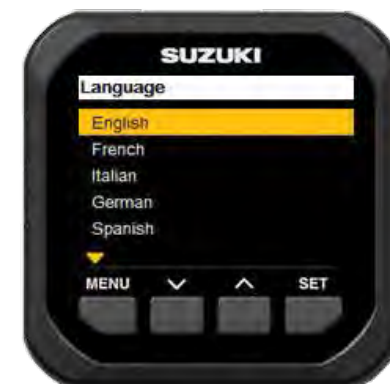 SUZUKI
Language
English
French
Italian
German
Spanish
MENU SET